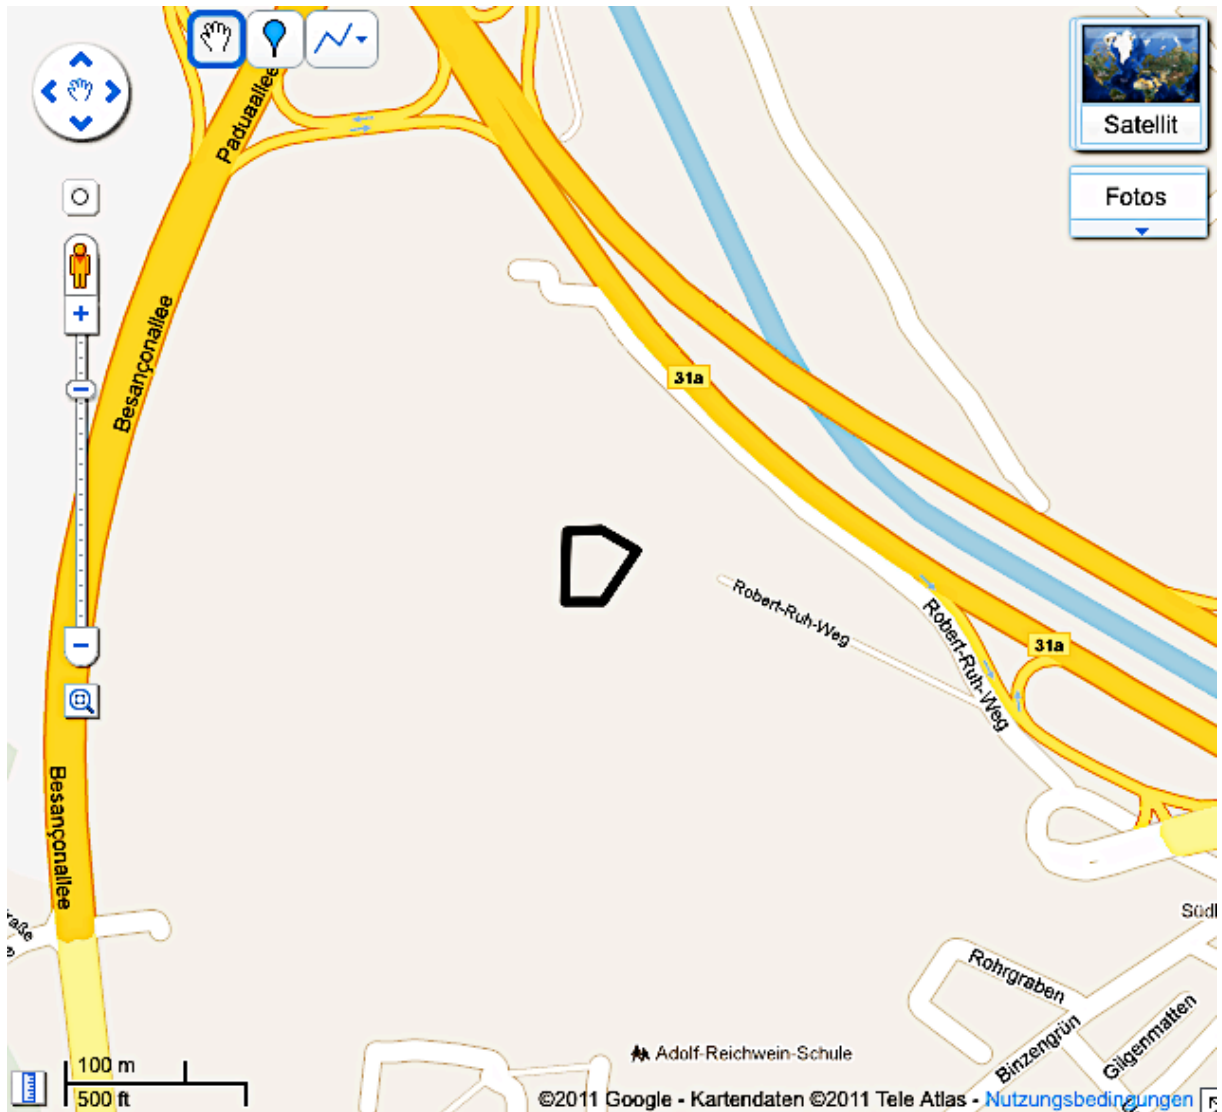 Paduaallee
Satellit
Fotos
Besançonallee
31a
Robert-Ruh-Weg
Robert-Ruh-Weg
31a
Besançonallee
raße
e
Südl
Rohrgraben
Binzengrün
Gilgenmatten
Adolf-Reichwein-Schule
100 m
500 ft
©2011 Google - Kartendaten ©2011 Tele Atlas - Nutzungsbedingungen